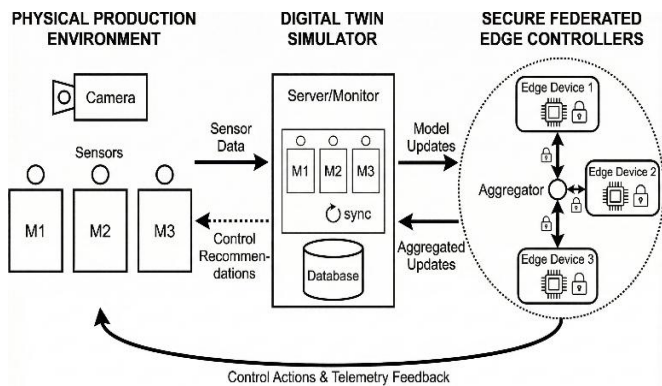 PHYSICAL PRODUCTION
ENVIRONMENT
DIGITAL TWIN
SIMULATOR
SECURE FEDERATED
EDGE CONTROLLERS
Camera
Sensors
M1
M2
M3
Sensor
Data
Control
Recommen-
dations
Server/Monitor
M1
M2
M3
sync
Database
Model
Updates
Aggregated
Updates
Edge Device 1
Edge Device 2
Aggregator
Edge Device 3
Control Actions & Telemetry Feedback